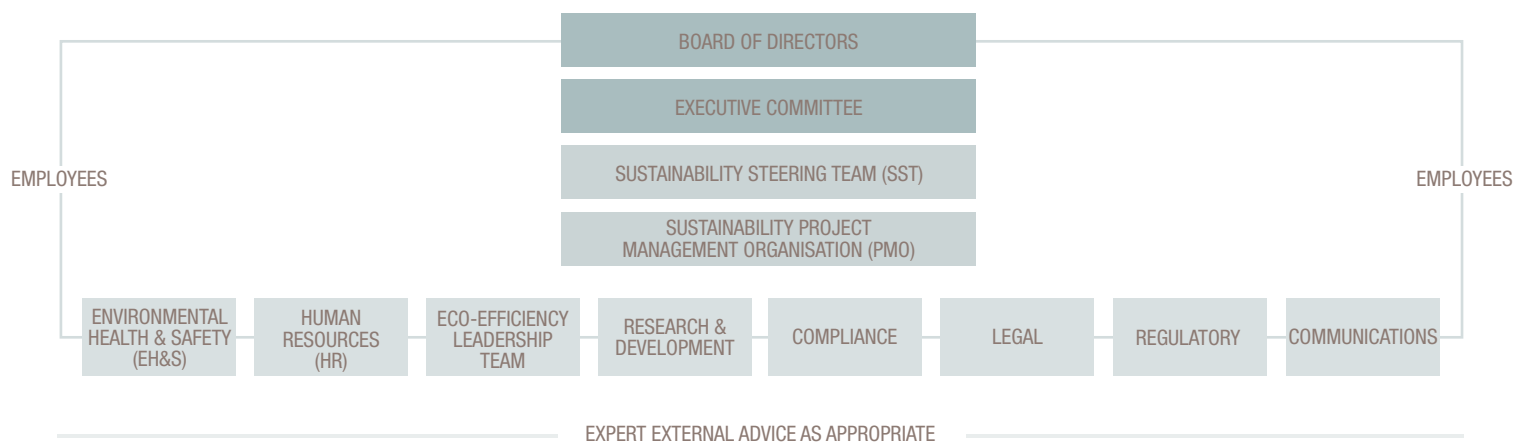 BOARD OF DIRECTORS
EXECUTIVE COMMITTEE
EMPLOYEES
SUSTAINABILITY STEERING TEAM (SST)
EMPLOYEES
SUSTAINABILITY PROJECT
MANAGEMENT ORGANISATION (PMO)
ENVIRONMENTAL
HEALTH & SAFETY
(EH&S)
HUMAN
RESOURCES
(HR)
ECO-EFFICIENCY
LEADERSHIP
TEAM
RESEARCH &
DEVELOPMENT
COMPLIANCE
LEGAL
REGULATORY
COMMUNICATIONS
EXPERT EXTERNAL ADVICE AS APPROPRIATE